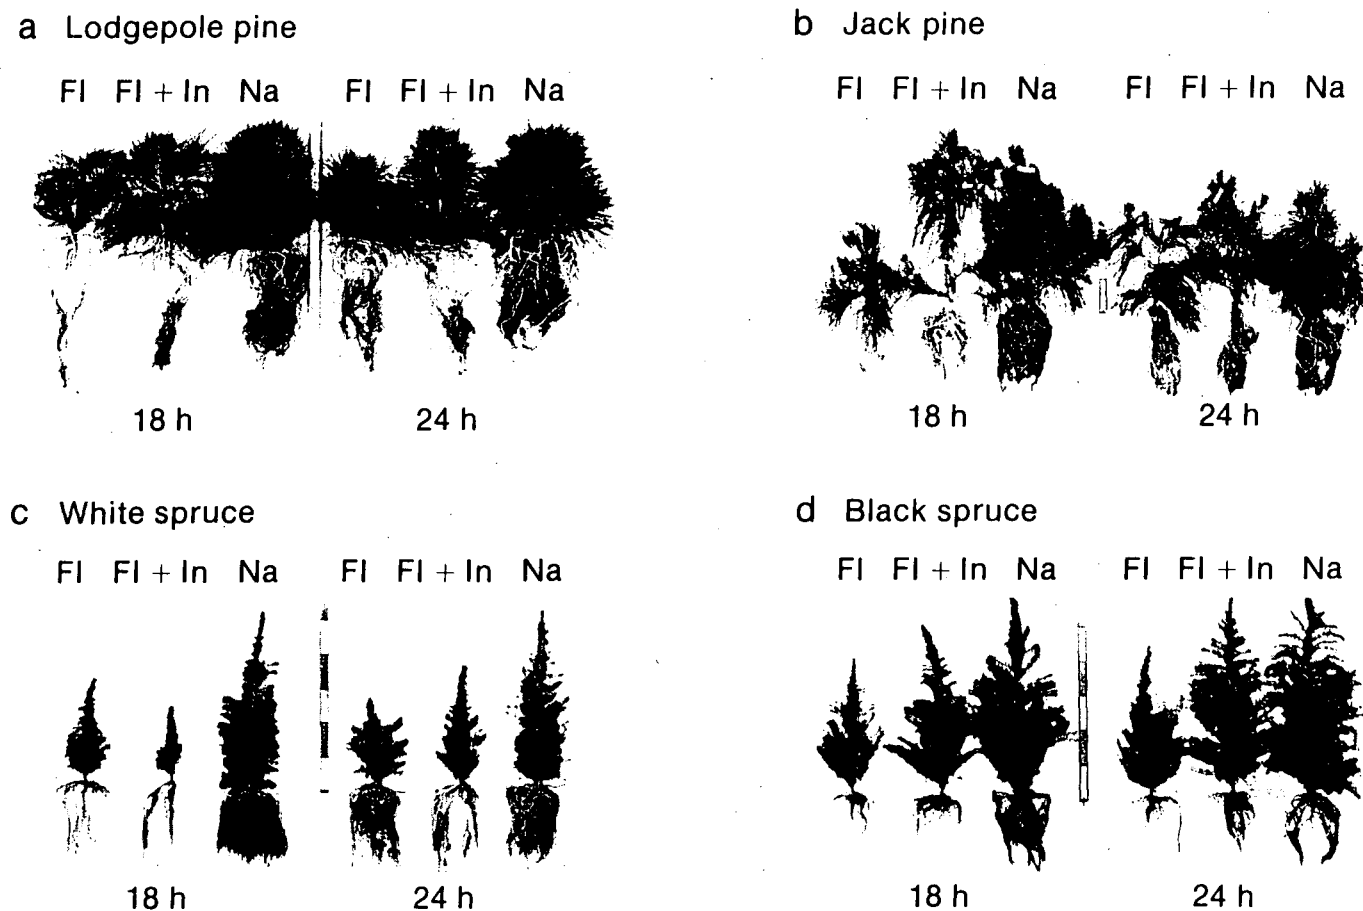 a Lodgepole pine
Fl Fl + In Na Fl Fl + In Na
18 h 24 h
b Jack pine
Fl Fl + In Na Fl Fl + In Na
18 h 24 h
c White spruce
Fl Fl + In Na Fl Fl + In Na
18 h 24 h
d Black spruce
Fl Fl + In Na Fl Fl + In Na
18 h 24 h